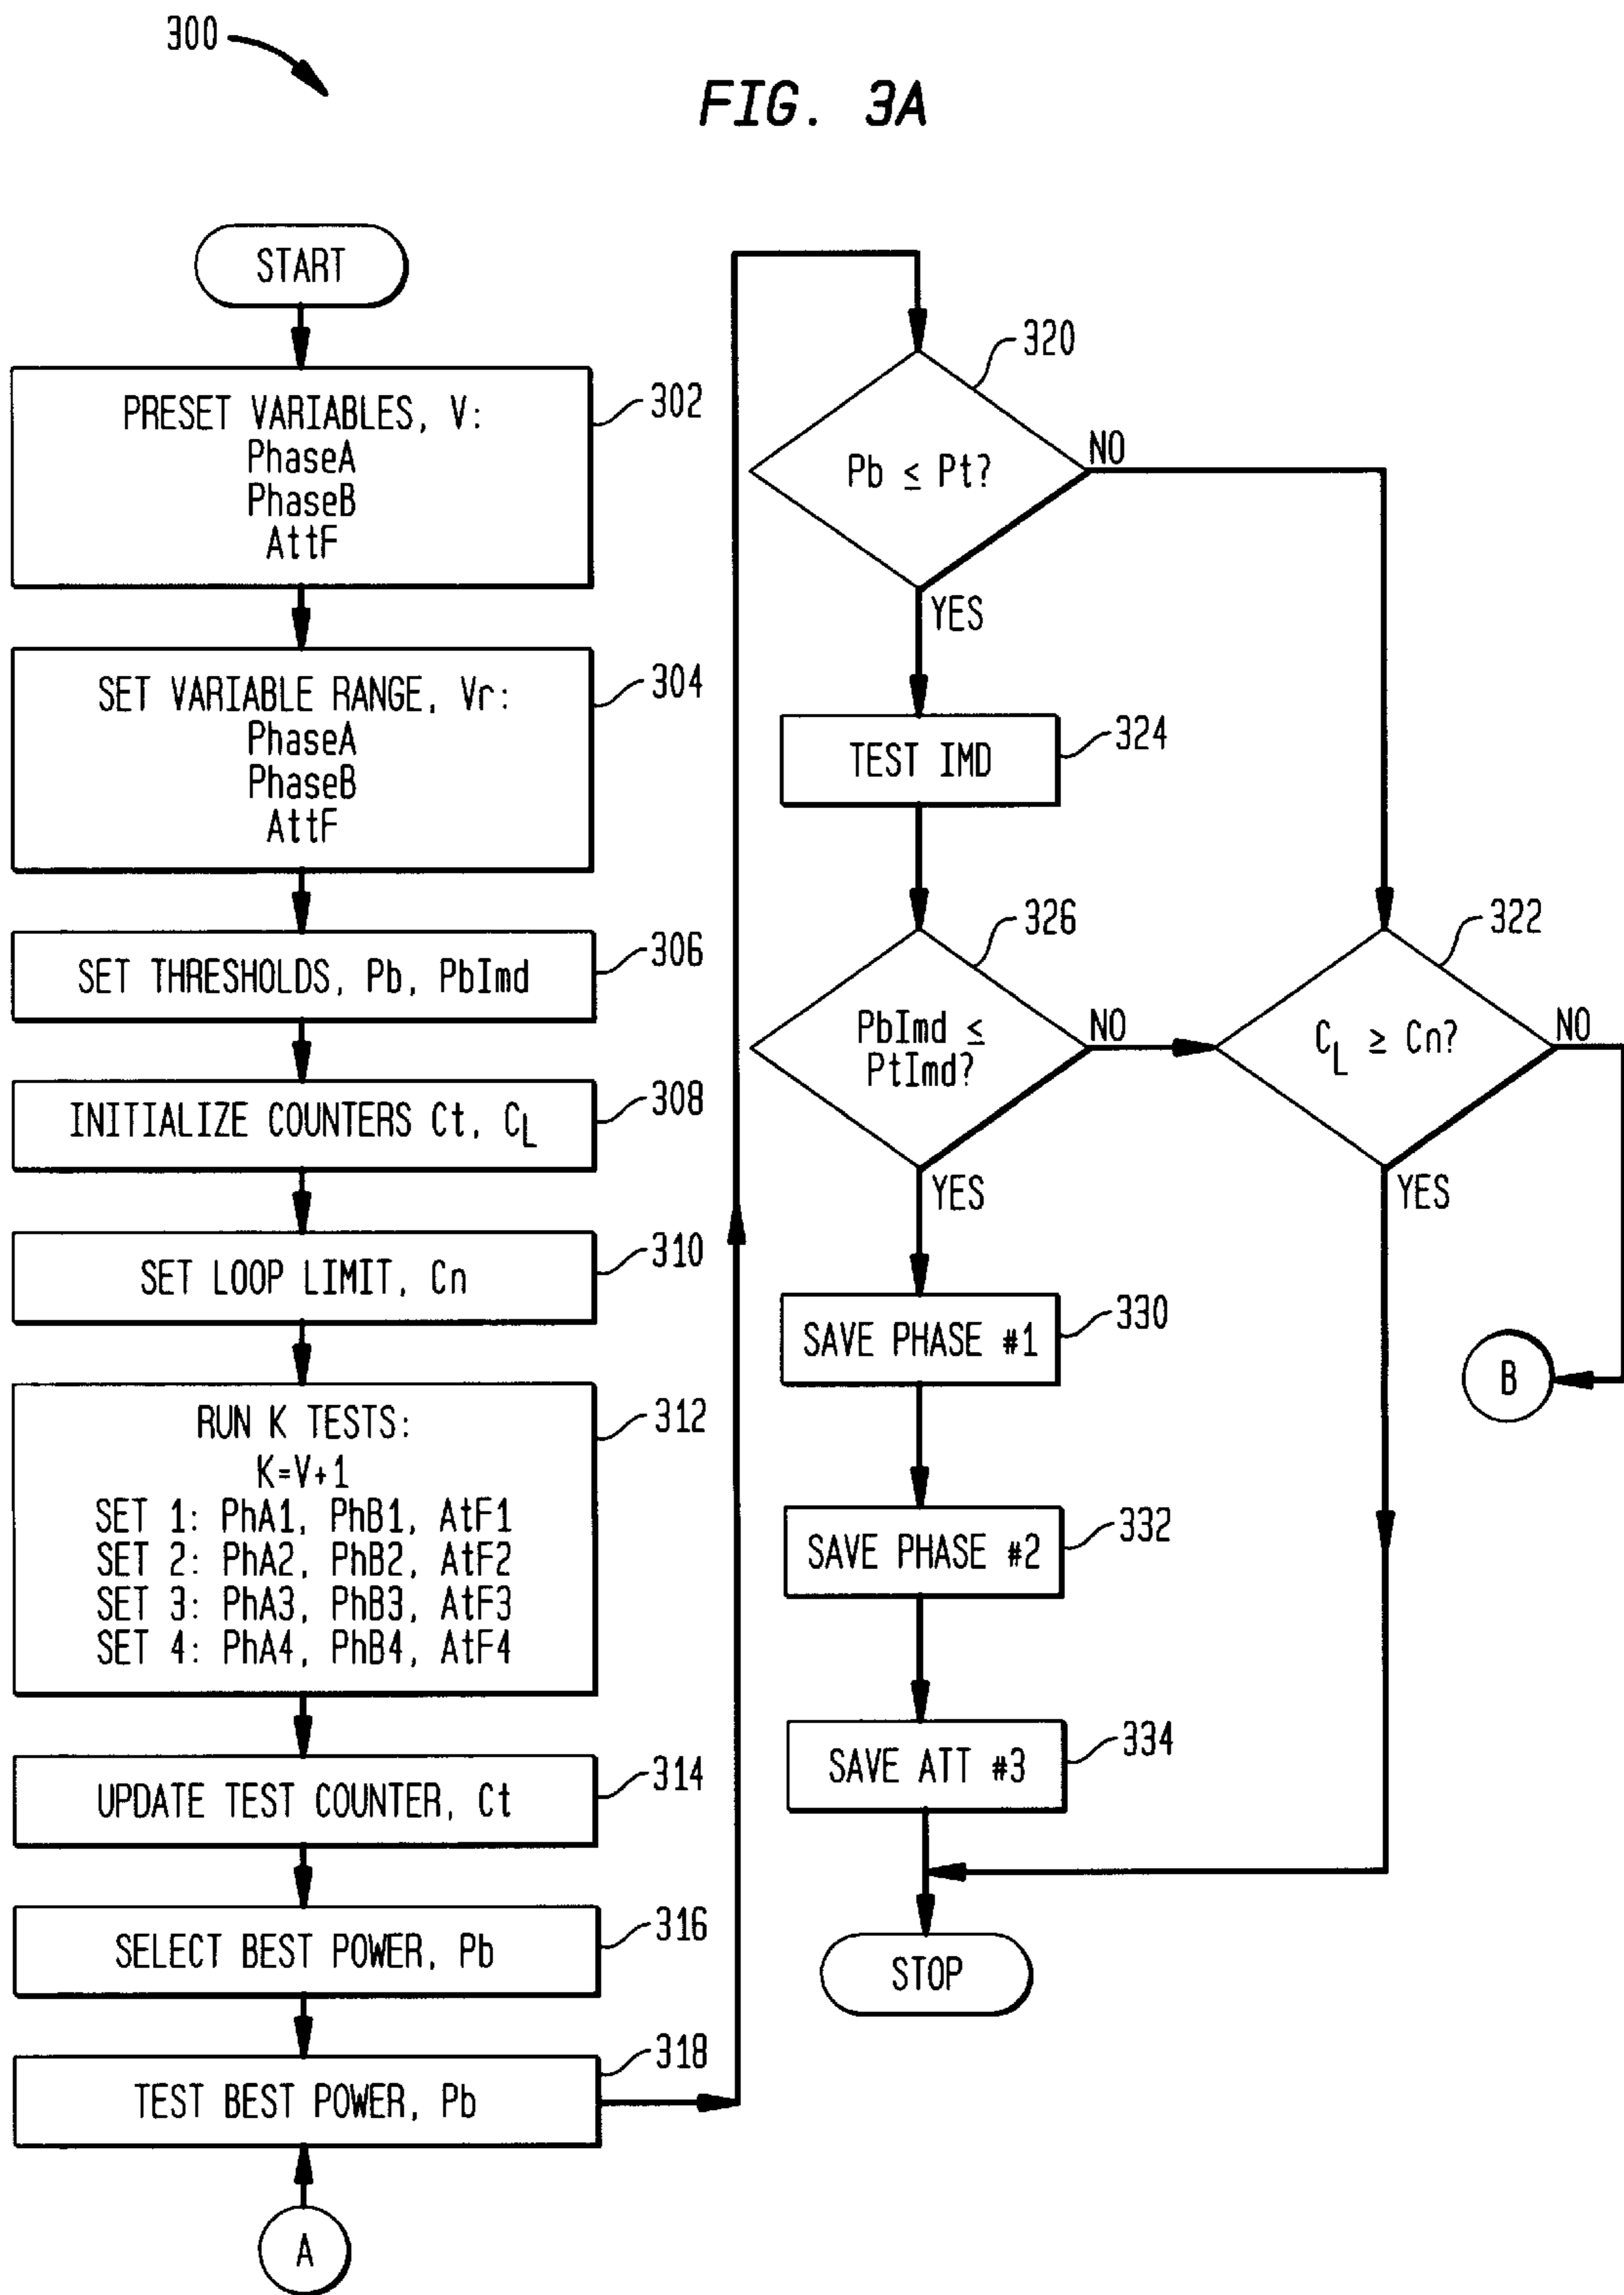 300
FIG. 3A
START
PRESET VARIABLES, V:
PhaseA
PhaseB
AttF
302
SET VARIABLE RANGE, Vr:
PhaseA
PhaseB
AttF
304
SET THRESHOLDS, Pb, PbImd
306
INITIALIZE COUNTERS Ct, CL
308
SET LOOP LIMIT, Cn
310
RUN K TESTS:
K=V+1
SET 1: PhA1, PhB1, AtF1
SET 2: PhA2, PhB2, AtF2
SET 3: PhA3, PhB3, AtF3
SET 4: PhA4, PhB4, AtF4
312
UPDATE TEST COUNTER, Ct
314
SELECT BEST POWER, Pb
316
TEST BEST POWER, Pb
318
A
320
Pb ≤ Pt?
NO
YES
TEST IMD
324
326
PbImd ≤
PtImd?
NO
YES
322
CL ≥ Cn?
NO
YES
B
SAVE PHASE #1
330
SAVE PHASE #2
332
SAVE ATT #3
334
STOP